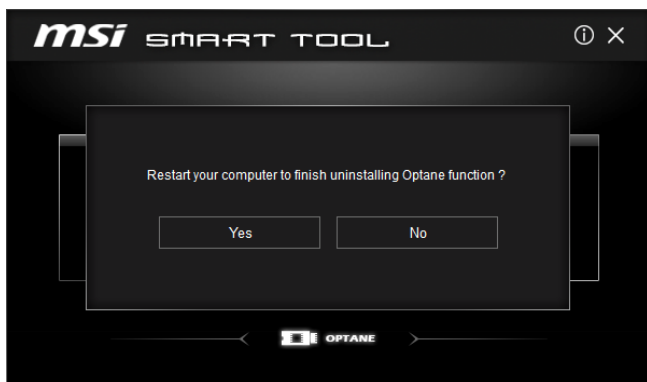 msi SMART TOOL
Restart your computer to finish uninstalling Optane function ?
Yes No
OPTANE